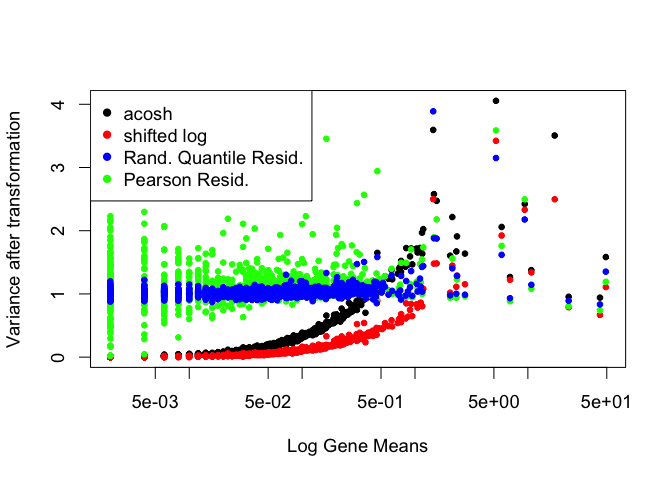 acosh
shifted log
Rand. Quantile Resid.
Pearson Resid.
Variance after transformation
4
3
2
1
0
5e-03 5e-02 5e-01 5e+00 5e+01
Log Gene Means